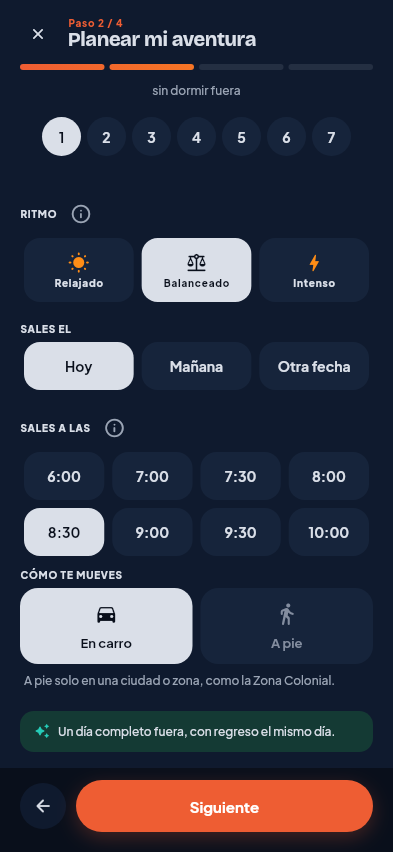 Paso 2 / 4
Planear mi aventura
sin dormir fuera
1 2 3 4 5 6 7
RITMO
Relajado Balanceado Intenso
SALES EL
Hoy Mañana Otra fecha
SALES A LAS
6:00 7:00 7:30 8:00
8:30 9:00 9:30 10:00
CÓMO TE MUEVES
En carro A pie
A pie solo en una ciudad o zona, como la Zona Colonial.
Un día completo fuera, con regreso el mismo día.
Siguiente